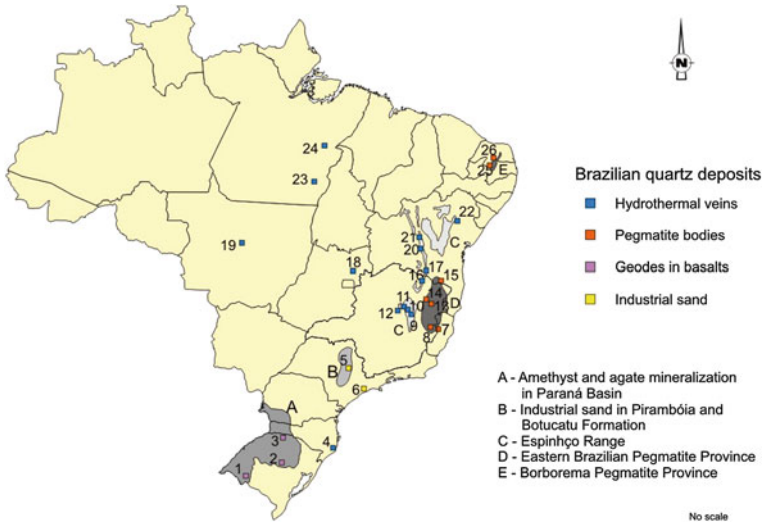 N
24
23
26
25
E
Brazilian quartz deposits
Hydrothermal veins
Pegmatite bodies
Geodes in basalts
Industrial sand
22
21
C
20
19
18
17
16
15
14
13
D
11
12
10
9
C
8
7
5
B
6
A
3
4
2
1
A - Amethyst and agate mineralization
in Paraná Basin
B - Industrial sand in Pirambóia and
Botucatu Formation
C - Espinhço Range
D - Eastern Brazilian Pegmatite Province
E - Borborema Pegmatite Province
No scale